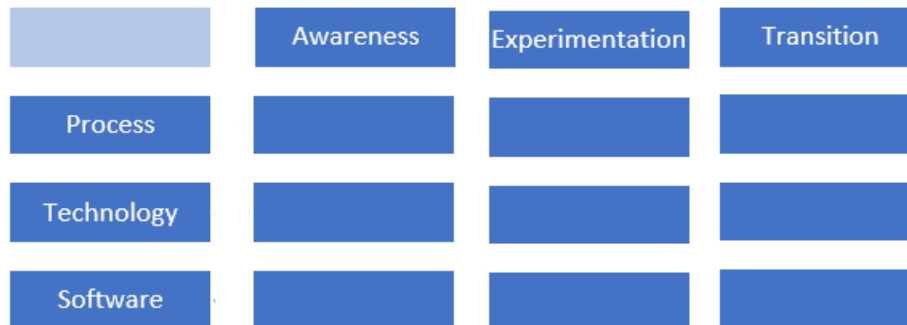 Awareness
Experimentation
Transition
Process
Technology
Software